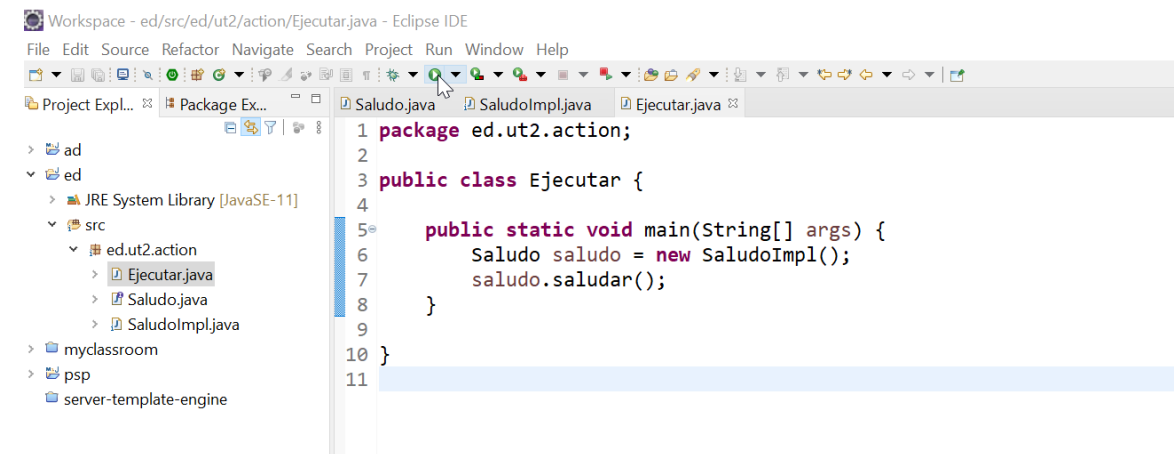 Workspace - ed/src/ed/ut2/action/Ejecutar.java - Eclipse IDE
File Edit Source Refactor Navigate Search Project Run Window Help
Project Expl... Package Ex... Saludo.java SaludoImpl.java Ejecutar.java
ad
ed
JRE System Library [JavaSE-11]
src
ed.ut2.action
Ejecutar.java
Saludo.java
SaludoImpl.java
myclassroom
psp
server-template-engine
1 package ed.ut2.action;
2
3 public class Ejecutar {
4
5 public static void main(String[] args) {
6 Saludo saludo = new SaludoImpl();
7 saludo.saludar();
8 }
9
10 }
11